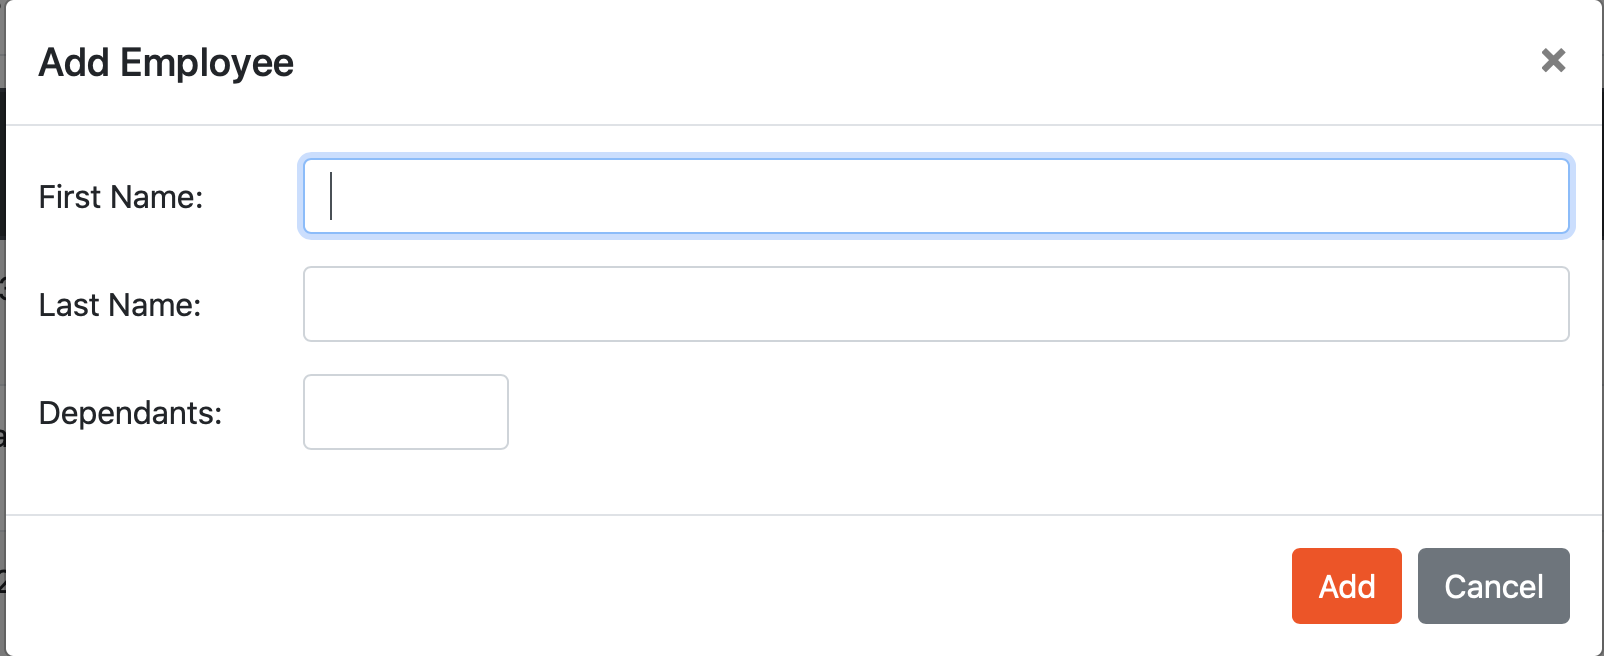 Add Employee
First Name:
Last Name:
Dependants:
Add Cancel